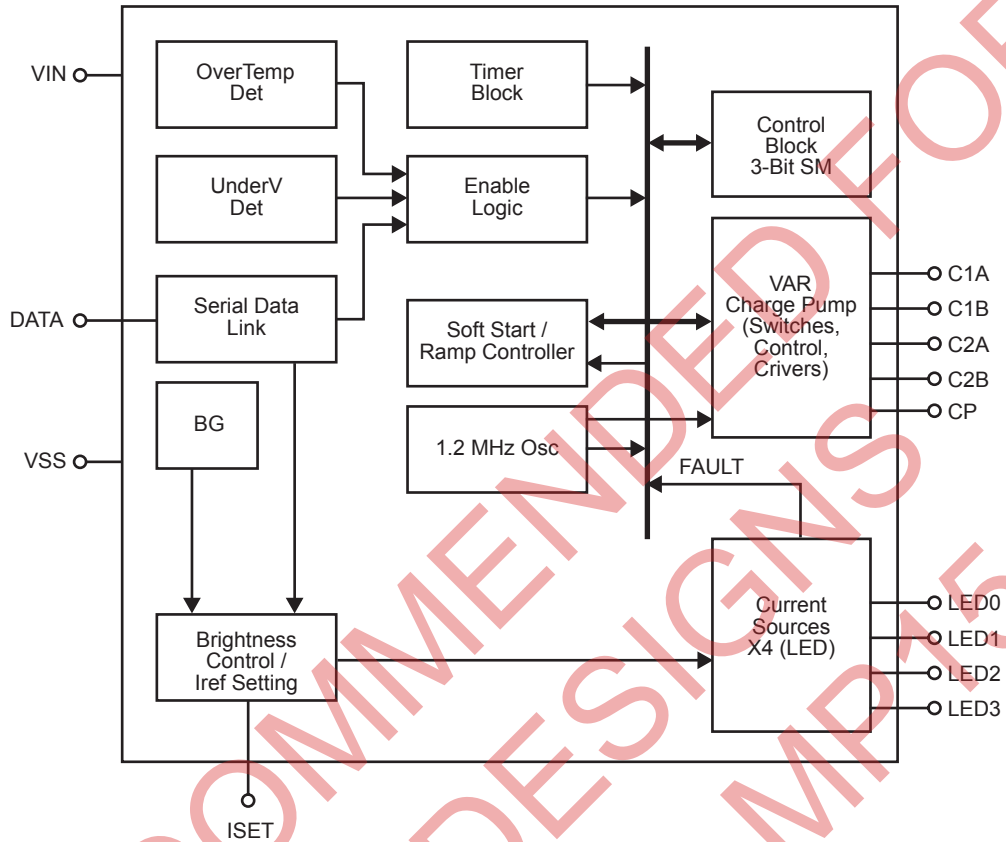 VIN
OverTemp
Det
Timer
Block
Control
Block
3-Bit SM
UnderV
Det
Enable
Logic
VAR
Charge Pump
(Switches,
Control,
Crivers)
C1A
C1B
C2A
C2B
CP
DATA
Serial Data
Link
Soft Start /
Ramp Controller
BG
1.2 MHz Osc
VSS
FAULT
Brightness
Control /
Iref Setting
Current
Sources
X4 (LED)
LED0
LED1
LED2
LED3
ISET
DESIGNS